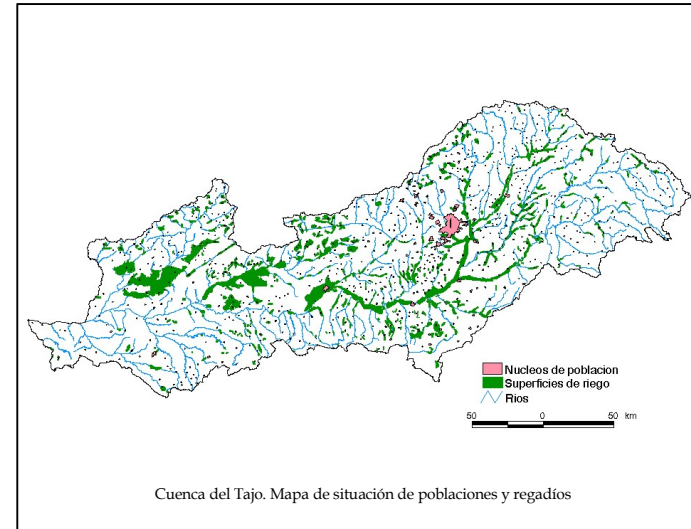 Nucleos de poblacion
Superficies de riego
Rios
50 0 50 km
Cuenca del Tajo. Mapa de situación de poblaciones y regadíos